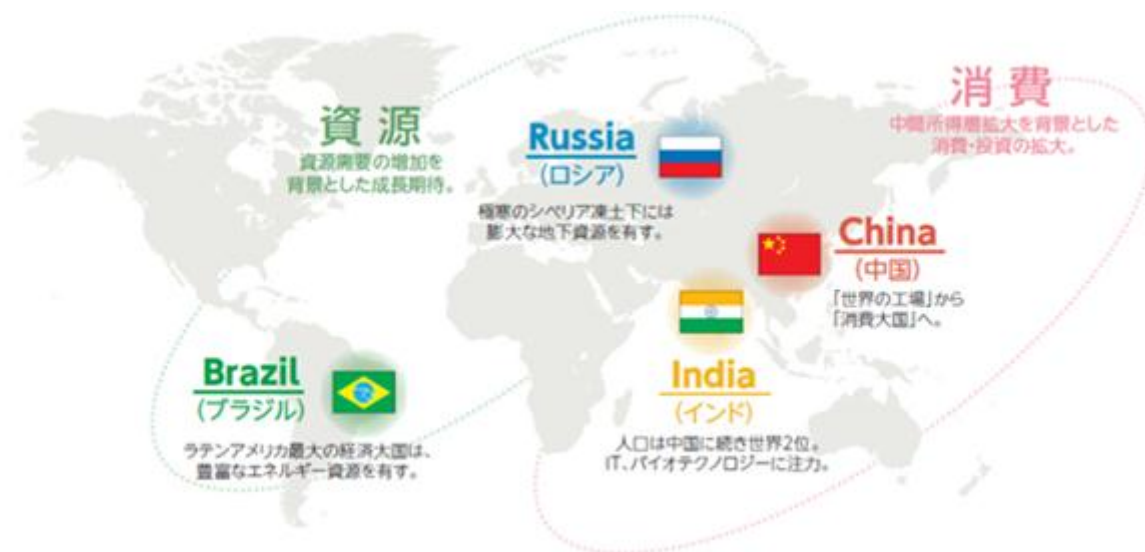 資源
資源需要の増加を
背景とした成長期待。
消費
中間所得層拡大を背景とした
消費・投資の拡大。
Russia
(ロシア)
極寒のシベリア凍土下には
膨大な地下資源を有す。
China
(中国)
「世界の工場」から
「消費大国」へ。
Brazil
(ブラジル)
ラテンアメリカ最大の経済大国は、
豊富なエネルギー資源を有す。
India
(インド)
人口は中国に続き世界2位。
IT、バイオテクノロジーに注力。